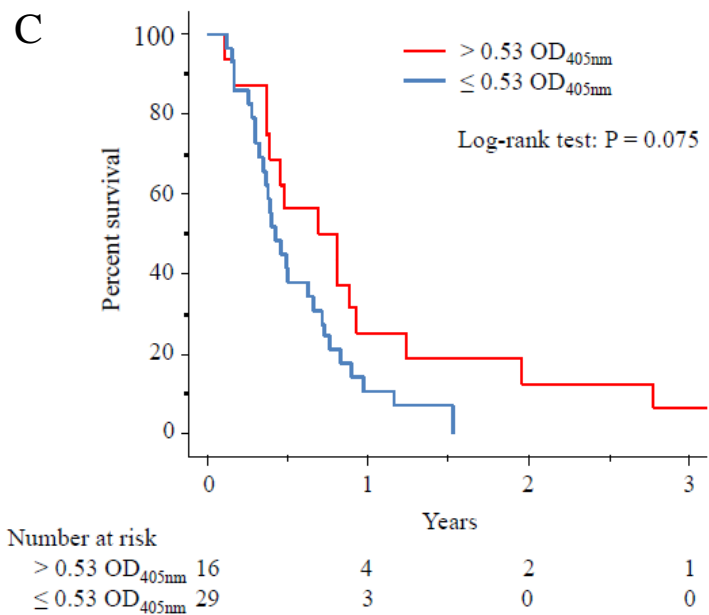 C
100
80
60
40
20
0
Percent survival
> 0.53 OD405nm
≤ 0.53 OD405nm
Log-rank test: P = 0.075
0 1 2 3
Years
Number at risk
> 0.53 OD405nm 16 4 2 1
≤ 0.53 OD405nm 29 3 0 0